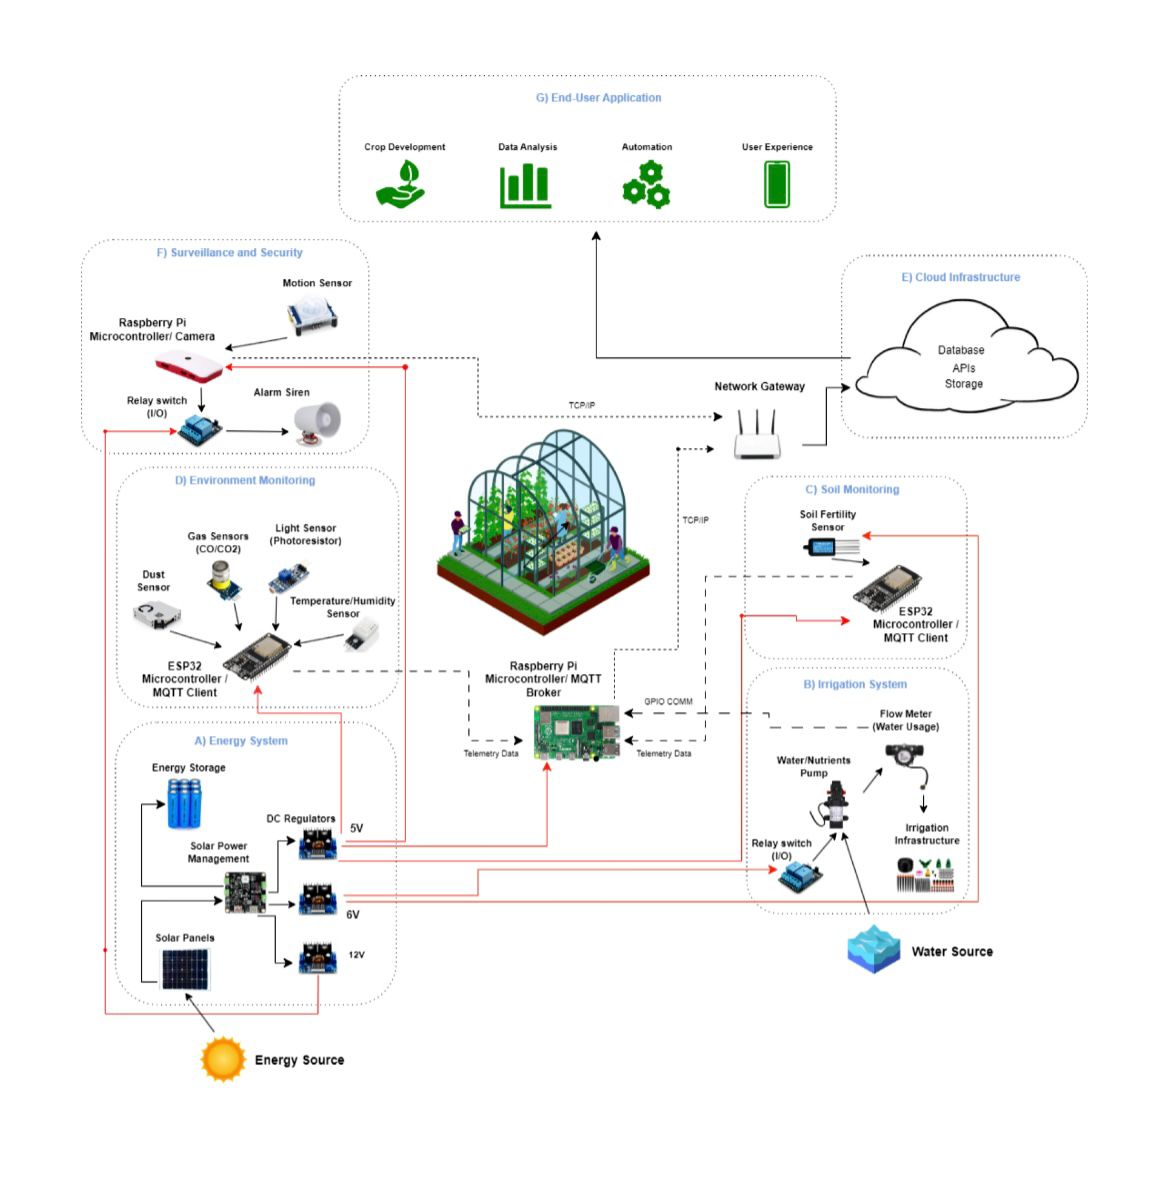 G) End-User Application
Crop Development
Data Analysis
Automation
User Experience
F) Surveillance and Security
Motion Sensor
Raspberry Pi
Microcontroller/ Camera
Relay switch
(I/O)
Alarm Siren
E) Cloud Infrastructure
Database
APIs
Storage
Network Gateway
TCP/IP
TCP/IP
D) Environment Monitoring
Light Sensor
(Photoresistor)
Gas Sensors
(CO/CO2)
Dust
Sensor
Temperature/Humidity
Sensor
ESP32
Microcontroller /
MQTT Client
C) Soil Monitoring
Soil Fertility
Sensor
ESP32
Microcontroller /
MQTT Client
Raspberry Pi
Microcontroller/ MQTT
Broker
GPIO COMM
Telemetry Data
Telemetry Data
B) Irrigation System
Flow Meter
(Water Usage)
Water/Nutrients
Pump
Relay switch
(I/O)
Irrigation
Infrastructure
Water Source
A) Energy System
Energy Storage
DC Regulators
5V
Solar Power
Management
6V
Solar Panels
12V
Energy Source